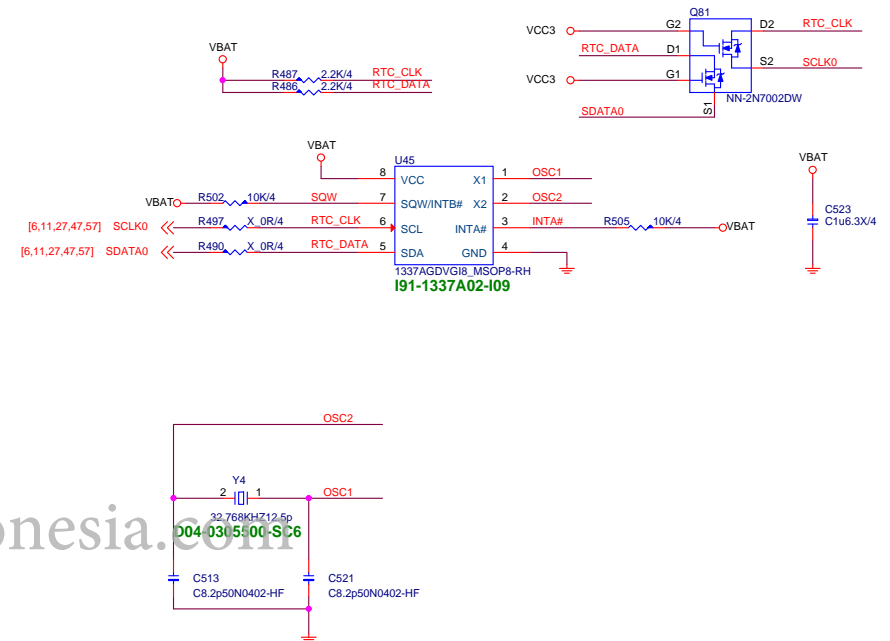 Q81
VCC3 G2 D2 RTC_CLK
RTC_DATA D1
S2 SCLK0
VCC3 G1
S1
NN-2N7002DW
SDATA0
VBAT
R487 2.2K/4 RTC_CLK
R486 2.2K/4 RTC_DATA
VBAT
U45
8 VCC X1 1 OSC1
VBAT R502 10K/4 SQW 7 SQW/INTB# X2 2 OSC2
[6,11,27,47,57] SCLK0 R497 X_0R/4 RTC_CLK 6 SCL INTA# 3 INTA# R505 10K/4 VBAT
[6,11,27,47,57] SDATA0 R490 X_0R/4 RTC_DATA 5 SDA GND 4
1337AGDVGI8_MSOP8-RH
I91-1337A02-I09
VBAT
C523
C1u6.3X/4
OSC2
Y4
2 1 OSC1
32.768KHZ12.5p
D04-0305500-SC6
onesia.com
C513
C8.2p50N0402-HF
C521
C8.2p50N0402-HF